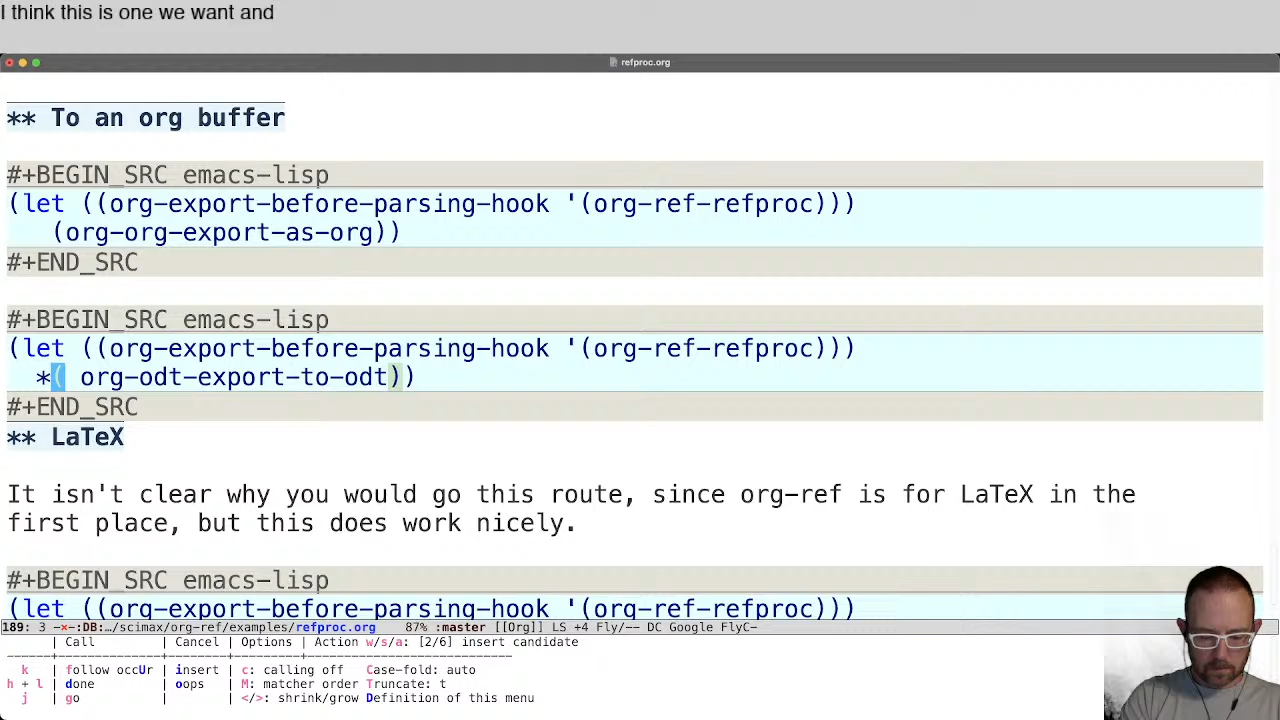 I think this is one we want and
refproc.org
** To an org buffer
#+BEGIN_SRC emacs-lisp
(let ((org-export-before-parsing-hook '(org-ref-refproc)))
(org-org-export-as-org))
#+END_SRC
#+BEGIN_SRC emacs-lisp
(let ((org-export-before-parsing-hook '(org-ref-refproc)))
*( org-odt-export-to-odt))
#+END_SRC
** LaTeX
It isn't clear why you would go this route, since org-ref is for LaTeX in the
first place, but this does work nicely.
#+BEGIN_SRC emacs-lisp
(let ((org-export-before-parsing-hook '(org-ref-refproc)))
189: 3 -×-:DB:…/scimax/org-ref/examples/refproc.org 87% :master [[Org]] LS +4 Fly/-- DC Google FlyC-
| Call | Cancel | Options | Action w/s/a: [2/6] insert candidate
------+------------+--------+---------------------------------
k | follow occUr | insert | c: calling off Case-fold: auto
h + l | done | oops | M: matcher order Truncate: t
j | go | | </>: shrink/grow Definition of this menu